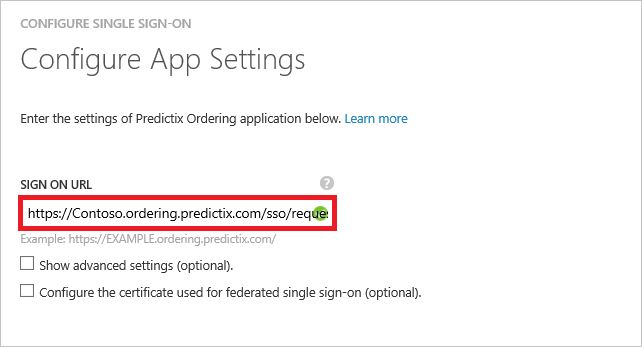 CONFIGURE SINGLE SIGN-ON
Configure App Settings
Enter the settings of Predictix Ordering application below. Learn more
SIGN ON URL ?
https://Contoso.ordering.predictix.com/sso/reques
Example: https://EXAMPLE.ordering.predictix.com/
Show advanced settings (optional).
Configure the certificate used for federated single sign-on (optional).